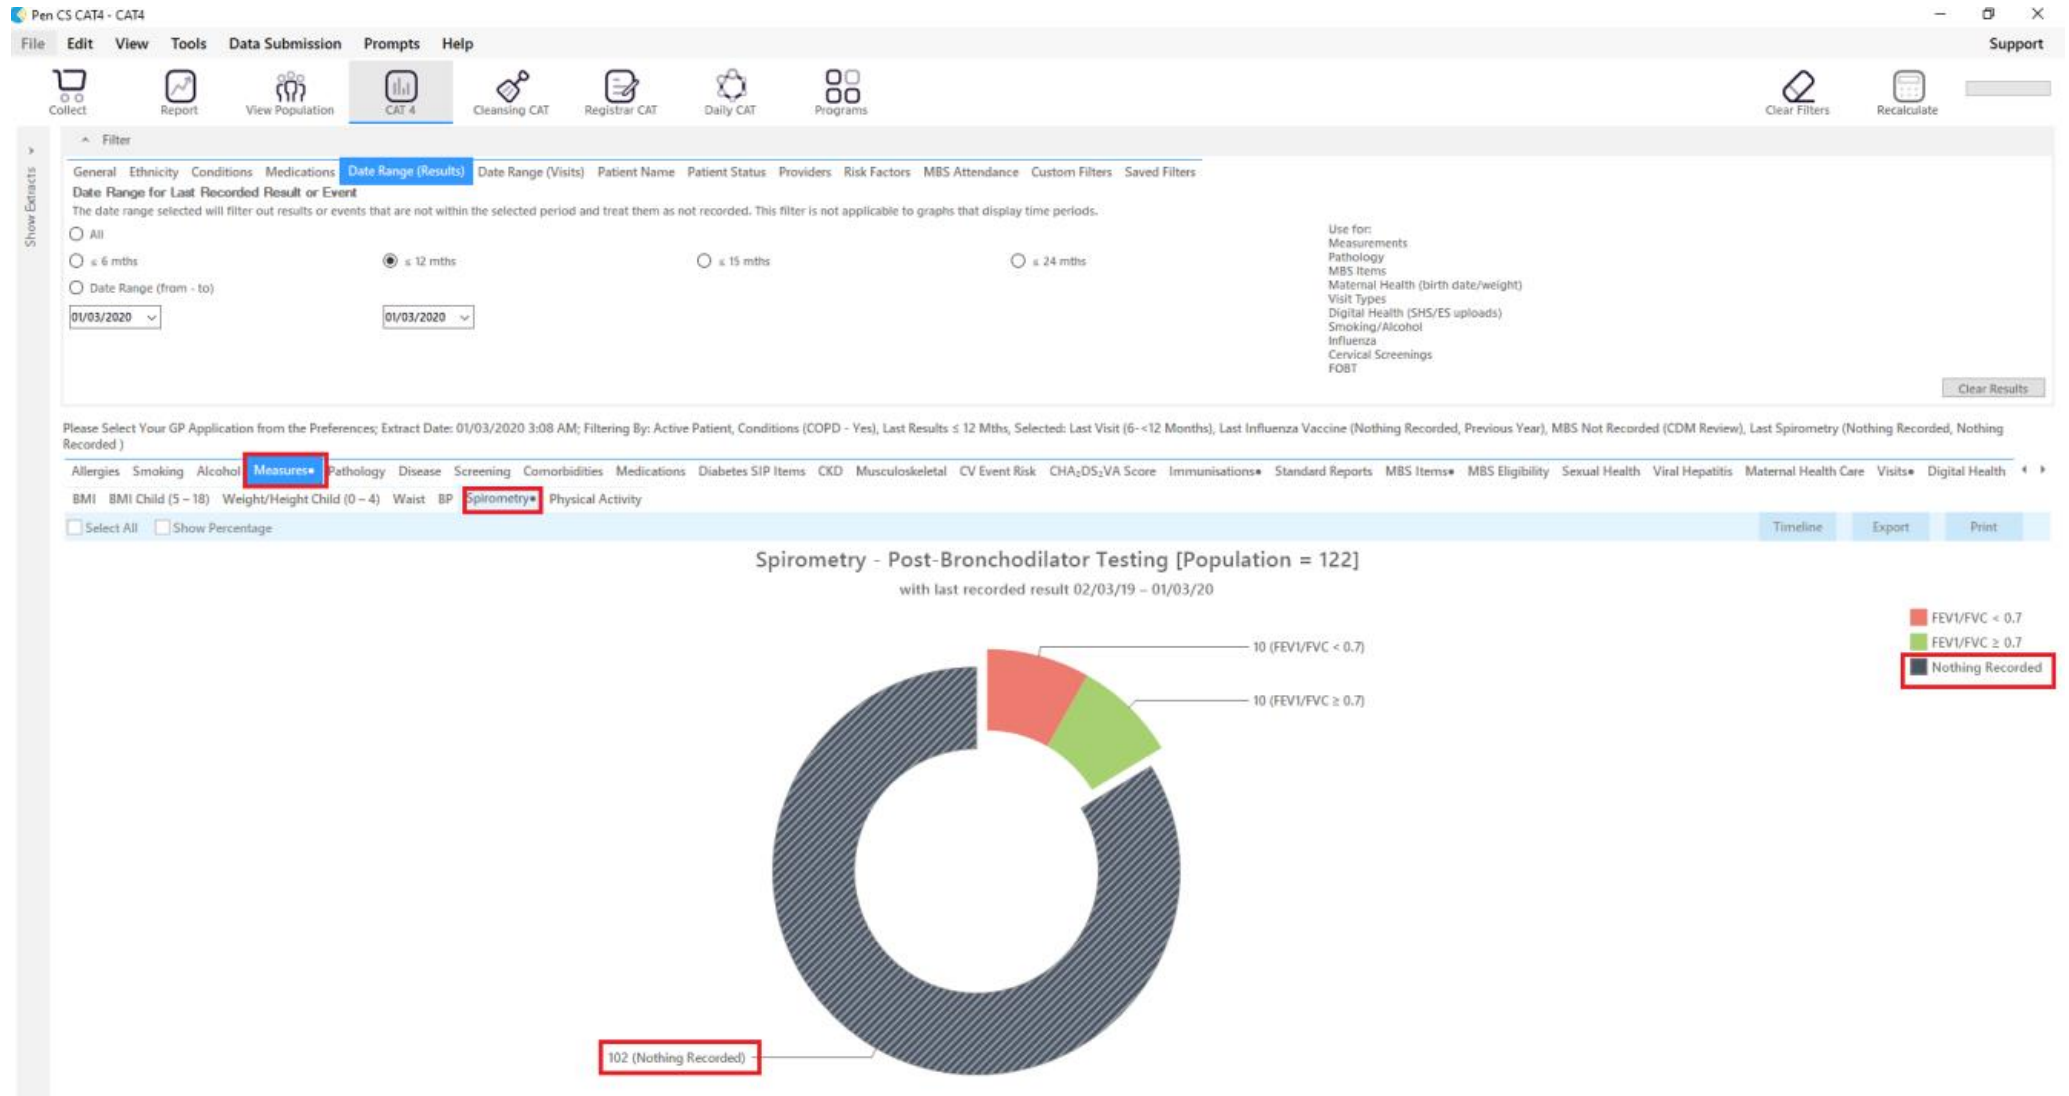 Pen CS CAT4 - CAT4
File Edit View Tools Data Submission Prompts Help Support
Collect Report View Population CAT 4 Cleansing CAT Registrar CAT Daily CAT Programs Clear Filters Recalculate
Show Extracts
Filter
General Ethnicity Conditions Medications Date Range (Results) Date Range (Visits) Patient Name Patient Status Providers Risk Factors MBS Attendance Custom Filters Saved Filters
Date Range for Last Recorded Result or Event
The date range selected will filter out results or events that are not within the selected period and treat them as not recorded. This filter is not applicable to graphs that display time periods.
All
≤ 6 mths ≤ 12 mths ≤ 15 mths ≤ 24 mths
Date Range (from - to)
01/03/2020 01/03/2020
Use for:
Measurements
Pathology
MBS Items
Maternal Health (birth date/weight)
Visit Types
Digital Health (SHS/ES uploads)
Smoking/Alcohol
Influenza
Cervical Screenings
FOBT
Clear Results
Please Select Your GP Application from the Preferences; Extract Date: 01/03/2020 3:08 AM; Filtering By: Active Patient, Conditions (COPD - Yes), Last Results ≤ 12 Mths, Selected: Last Visit (6-<12 Months), Last Influenza Vaccine (Nothing Recorded, Previous Year), MBS Not Recorded (CDM Review), Last Spirometry (Nothing Recorded, Nothing
Recorded )
Allergies Smoking Alcohol Measures● Pathology Disease Screening Comorbidities Medications Diabetes SIP Items CKD Musculoskeletal CV Event Risk CHA₂DS₂VA Score Immunisations● Standard Reports MBS Items● MBS Eligibility Sexual Health Viral Hepatitis Maternal Health Care Visits● Digital Health
BMI BMI Child (5 – 18) Weight/Height Child (0 – 4) Waist BP Spirometry● Physical Activity
Select All Show Percentage Timeline Export Print
Spirometry - Post-Bronchodilator Testing [Population = 122]
with last recorded result 02/03/19 – 01/03/20
FEV1/FVC < 0.7
FEV1/FVC ≥ 0.7
Nothing Recorded
10 (FEV1/FVC < 0.7)
10 (FEV1/FVC ≥ 0.7)
102 (Nothing Recorded)